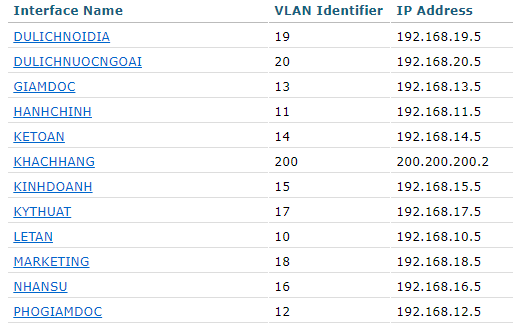 Interface Name VLAN Identifier IP Address
DULICHNOIDIA 19 192.168.19.5
DULICHNUOCNGOAI 20 192.168.20.5
GIAMDOC 13 192.168.13.5
HANHCHINH 11 192.168.11.5
KETOAN 14 192.168.14.5
KHACHHANG 200 200.200.200.2
KINHDOANH 15 192.168.15.5
KYTHUAT 17 192.168.17.5
LETAN 10 192.168.10.5
MARKETING 18 192.168.18.5
NHANSU 16 192.168.16.5
PHOGIAMDOC 12 192.168.12.5